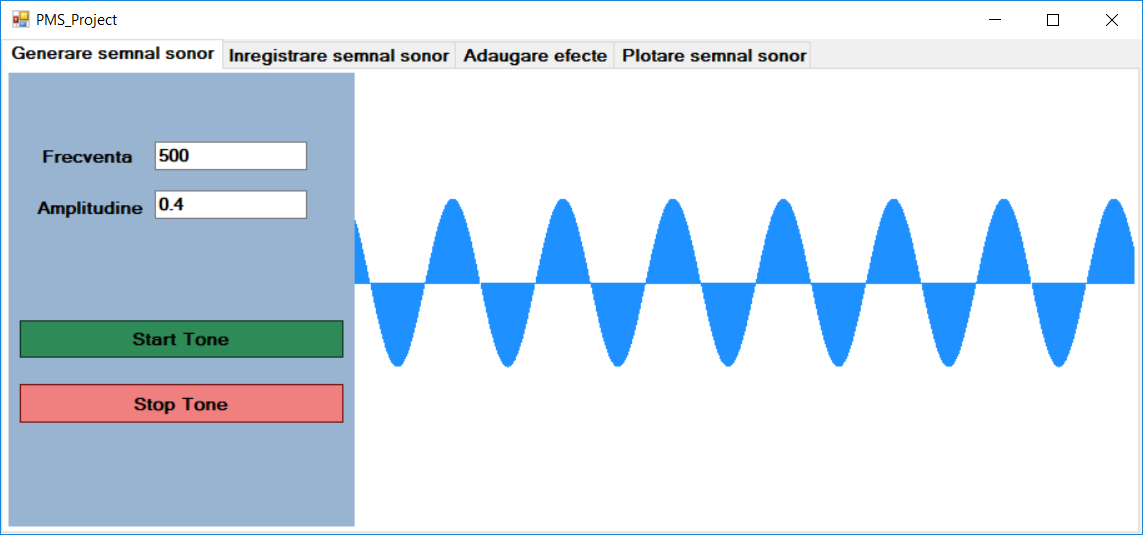 PMS_Project
Generare semnal sonor Inregistrare semnal sonor Adaugare efecte Plotare semnal sonor
Frecventa 500
Amplitudine 0.4
Start Tone
Stop Tone